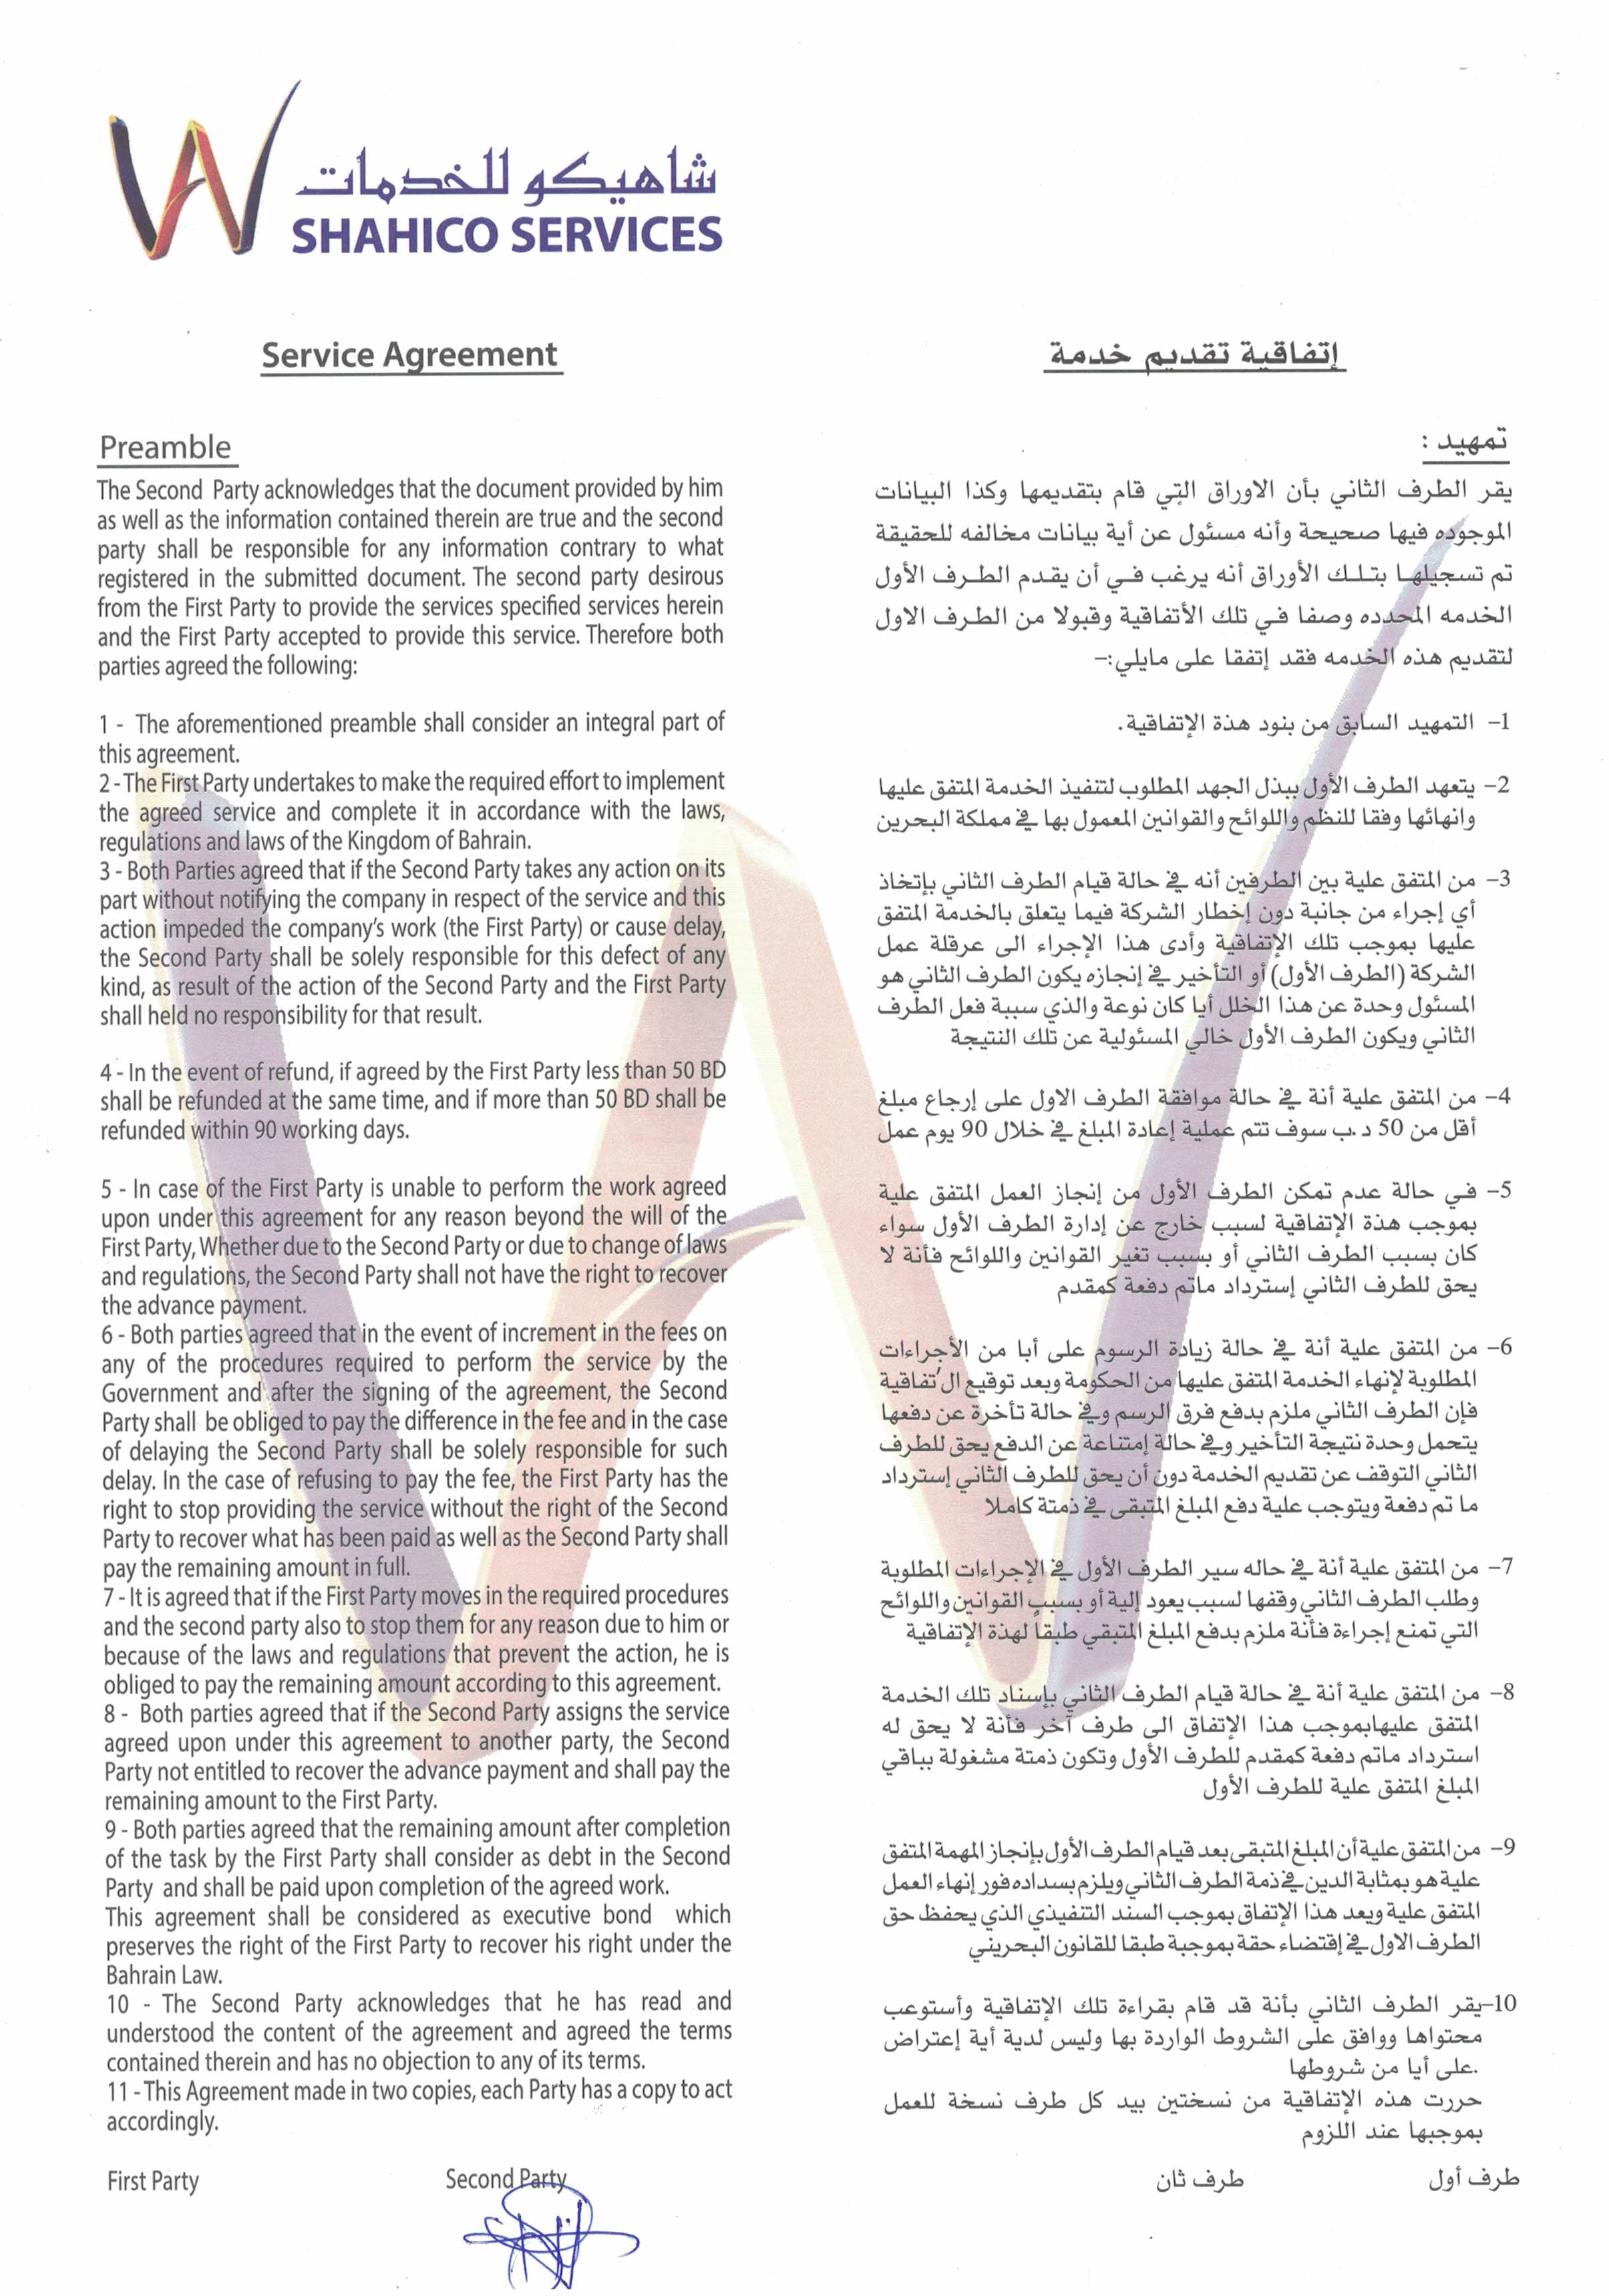 شاهيكو للخدمات
SHAHICO SERVICES
Service Agreement
Preamble
The Second Party acknowledges that the document provided by him
as well as the information contained therein are true and the second
party shall be responsible for any information contrary to what
registered in the submitted document. The second party desirous
from the First Party to provide the services specified services herein
and the First Party accepted to provide this service. Therefore both
parties agreed the following:
1 - The aforementioned preamble shall consider an integral part of
this agreement.
2 - The First Party undertakes to make the required effort to implement
the agreed service and complete it in accordance with the laws,
regulations and laws of the Kingdom of Bahrain.
3 - Both Parties agreed that if the Second Party takes any action on its
part without notifying the company in respect of the service and this
action impeded the company's work (the First Party) or cause delay,
the Second Party shall be solely responsible for this defect of any
kind, as result of the action of the Second Party and the First Party
shall held no responsibility for that result.
4 - In the event of refund, if agreed by the First Party less than 50 BD
shall be refunded at the same time, and if more than 50 BD shall be
refunded within 90 working days.
5 - In case of the First Party is unable to perform the work agreed
upon under this agreement for any reason beyond the will of the
First Party, Whether due to the Second Party or due to change of laws
and regulations, the Second Party shall not have the right to recover
the advance payment.
6 - Both parties agreed that in the event of increment in the fees on
any of the procedures required to perform the service by the
Government and after the signing of the agreement, the Second
Party shall be obliged to pay the difference in the fee and in the case
of delaying the Second Party shall be solely responsible for such
delay. In the case of refusing to pay the fee, the First Party has the
right to stop providing the service without the right of the Second
Party to recover what has been paid as well as the Second Party shall
pay the remaining amount in full.
7 - It is agreed that if the First Party moves in the required procedures
and the second party also to stop them for any reason due to him or
because of the laws and regulations that prevent the action, he is
obliged to pay the remaining amount according to this agreement.
8 - Both parties agreed that if the Second Party assigns the service
agreed upon under this agreement to another party, the Second
Party not entitled to recover the advance payment and shall pay the
remaining amount to the First Party.
9 - Both parties agreed that the remaining amount after completion
of the task by the First Party shall consider as debt in the Second
Party and shall be paid upon completion of the agreed work.
This agreement shall be considered as executive bond which
preserves the right of the First Party to recover his right under the
Bahrain Law.
10 - The Second Party acknowledges that he has read and
understood the content of the agreement and agreed the terms
contained therein and has no objection to any of its terms.
11 - This Agreement made in two copies, each Party has a copy to act
accordingly.
First Party Second Party
إتفاقية تقديم خدمة
تمهيد :
يقر الطرف الثاني بأن الاوراق التي قام بتقديمها وكذا البيانات
الموجوده فيها صحيحة وأنه مسئول عن أية بيانات مخالفه للحقيقة
تم تسجيلها بتلك الأوراق أنه يرغب في أن يقدم الطرف الأول
الخدمه المحدده وصفا في تلك الأتفاقية وقبولا من الطرف الاول
لتقديم هذه الخدمه فقد إتفقا على مايلي:–
1– التمهيد السابق من بنود هذة الإتفاقية.
2– يتعهد الطرف الأول ببذل الجهد المطلوب لتنفيذ الخدمة المتفق عليها
وانهائها وفقا للنظم واللوائح والقوانين المعمول بها في مملكة البحرين
3– من المتفق علية بين الطرفين أنه في حالة قيام الطرف الثاني بإتخاذ
أي إجراء من جانبة دون إخطار الشركة فيما يتعلق بالخدمة المتفق
عليها بموجب تلك الإتفاقية وأدى هذا الإجراء الى عرقلة عمل
الشركة (الطرف الأول) أو التأخير في إنجازه يكون الطرف الثاني هو
المسئول وحدة عن هذا الخلل أيا كان نوعة والذي سببة فعل الطرف
الثاني ويكون الطرف الأول خالي المسئولية عن تلك النتيجة
4– من المتفق علية أنة في حالة موافقة الطرف الاول على إرجاع مبلغ
أقل من 50 د.ب سوف تتم عملية إعادة المبلغ في خلال 90 يوم عمل
5– في حالة عدم تمكن الطرف الأول من إنجاز العمل المتفق علية
بموجب هذة الإتفاقية لسبب خارج عن إدارة الطرف الأول سواء
كان بسبب الطرف الثاني أو بسبب تغير القوانين واللوائح فأنة لا
يحق للطرف الثاني إسترداد ماتم دفعة كمقدم
6– من المتفق علية أنة في حالة زيادة الرسوم على أبا من الأجراءات
المطلوبة لإنهاء الخدمة المتفق عليها من الحكومة وبعد توقيع ال'تفاقية
فإن الطرف الثاني ملزم بدفع فرق الرسم وفي حالة تأخرة عن دفعها
يتحمل وحدة نتيجة التأخير وفي حالة إمتناعة عن الدفع يحق للطرف
الثاني التوقف عن تقديم الخدمة دون أن يحق للطرف الثاني إسترداد
ما تم دفعة ويتوجب علية دفع المبلغ المتبقى في ذمتة كاملا
7– من المتفق علية أنة في حاله سير الطرف الأول في الإجراءات المطلوبة
وطلب الطرف الثاني وقفها لسبب يعود إلية أو بسبب القوانين واللوائح
التي تمنع إجراءة فأنة ملزم بدفع المبلغ المتبقي طبقاً لهذة الإتفاقية
8– من المتفق علية أنة في حالة قيام الطرف الثاني بإسناد تلك الخدمة
المتفق عليهابموجب هذا الإتفاق الى طرف آخر فأنة لا يحق له
استرداد ماتم دفعة كمقدم للطرف الأول وتكون ذمتة مشغولة بباقي
المبلغ المتفق علية للطرف الأول
9– من المتفق علية أن المبلغ المتبقى بعد قيام الطرف الأول بإنجاز المهمة المتفق
علية هو بمثابة الدين في ذمة الطرف الثاني ويلزم بسداده فور إنهاء العمل
المتفق علية ويعد هذا الإتفاق بموجب السند التنفيذي الذي يحفظ حق
الطرف الاول في إقتضاء حقة بموجبة طبقا للقانون البحريني
10–يقر الطرف الثاني بأنة قد قام بقراءة تلك الإتفاقية وأستوعب
محتواها ووافق على الشروط الواردة بها وليس لدية أية إعتراض
.على أيا من شروطها
حررت هذه الإتفاقية من نسختين بيد كل طرف نسخة للعمل
بموجبها عند اللزوم
طرف أول طرف ثان